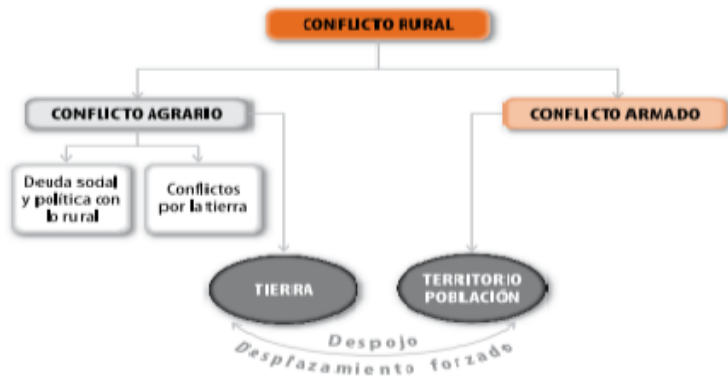 CONFLICTO RURAL
CONFLICTO AGRARIO
CONFLICTO ARMADO
Deuda social
y política con
lo rural
Conflictos
por la tierra
TIERRA
TERRITORIO
POBLACIÓN
Despojo
Desplazamiento forzado